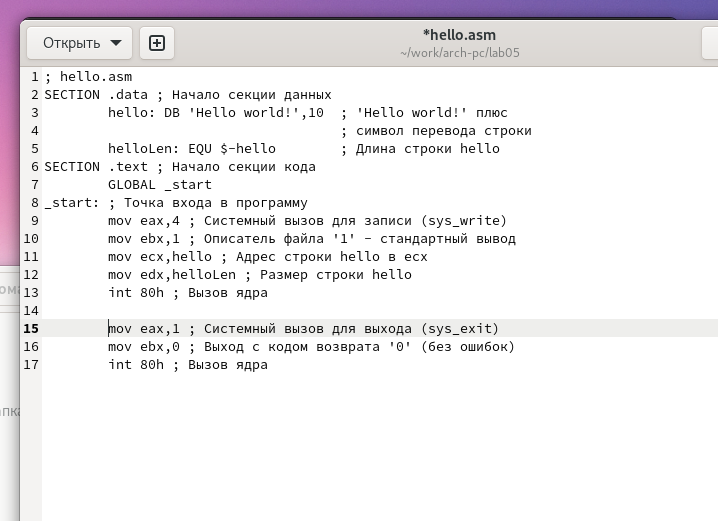 Открыть
*hello.asm
~/work/arch-pc/lab05
1 ; hello.asm
2 SECTION .data ; Начало секции данных
3 hello: DB 'Hello world!',10 ; 'Hello world!' плюс
4 ; символ перевода строки
5 helloLen: EQU $-hello ; Длина строки hello
6 SECTION .text ; Начало секции кода
7 GLOBAL _start
8 _start: ; Точка входа в программу
9 mov eax,4 ; Системный вызов для записи (sys_write)
10 mov ebx,1 ; Описатель файла '1' - стандартный вывод
11 mov ecx,hello ; Адрес строки hello в ecx
12 mov edx,helloLen ; Размер строки hello
13 int 80h ; Вызов ядра
14
15 mov eax,1 ; Системный вызов для выхода (sys_exit)
16 mov ebx,0 ; Выход с кодом возврата '0' (без ошибок)
17 int 80h ; Вызов ядра